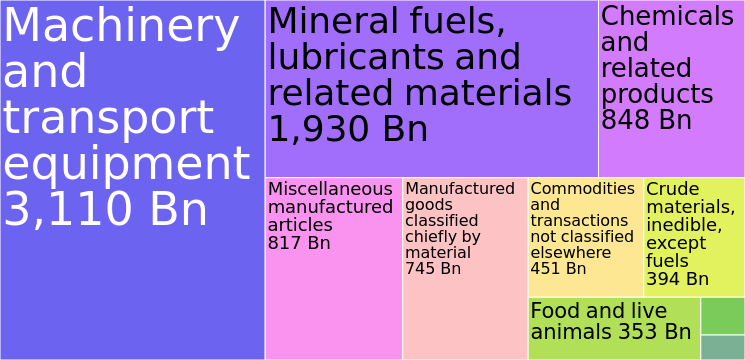 Machinery
and
transport
equipment
3,110 Bn
Mineral fuels,
lubricants and
related materials
1,930 Bn
Chemicals
and
related
products
848 Bn
Miscellaneous
manufactured
articles
817 Bn
Manufactured
goods
classified
chiefly by
material
745 Bn
Commodities
and
transactions
not classified
elsewhere
451 Bn
Crude
materials,
inedible,
except
fuels
394 Bn
Food and live
animals 353 Bn